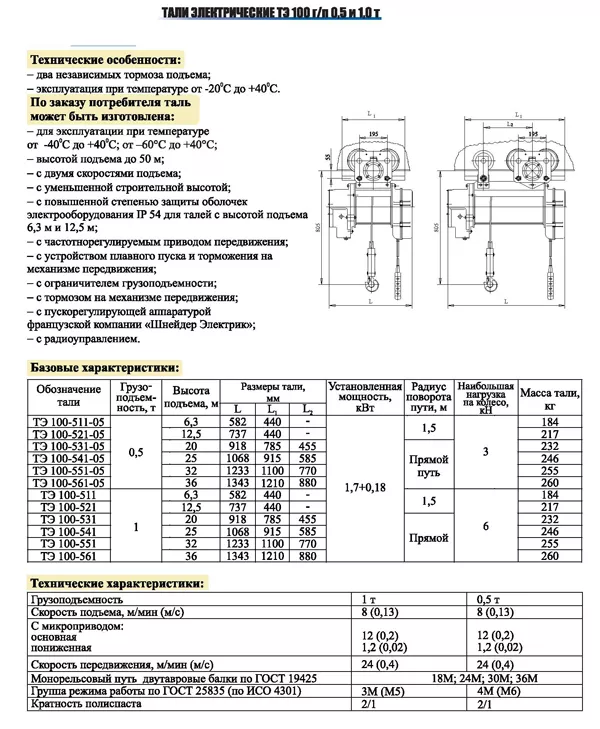 ТАЛИ ЭЛЕКТРИЧЕСКИЕ ТЭ 100 г/п 0,5 и 1,0 т
Технические особенности:
– два независимых тормоза подъема;
– эксплуатация при температуре от -20⁰С до +40⁰С.
По заказу потребителя таль
может быть изготовлена:
– для эксплуатации при температуре
от -40⁰С до +40⁰С; от –60°С до +40°С;
– высотой подъема до 50 м;
– с двумя скоростями подъема;
– с уменьшенной строительной высотой;
– с повышенной степенью защиты оболочек
электрооборудования IP 54 для талей с высотой подъема
6,3 м и 12,5 м;
– с частотнорегулируемым приводом передвижения;
– с устройством плавного пуска и торможения на
механизме передвижения;
– с ограничителем грузоподъемности;
– с тормозом на механизме передвижения;
– с пускорегулирующей аппаратурой
французской компании «Шнейдер Электрик»;
– с радиоуправлением.
L₁ 195 55 805 L
L₁ L₂ 195 805 L
Базовые характеристики:
Обозначение тали Грузо-подъем-ность, т Высота подъема, м Размеры тали, мм Установленная мощность, кВт Радиус поворота пути, м Наибольшая нагрузка на колесо, кН Масса тали, кг
L L₁ L₂
ТЭ 100-511-05 0,5 6,3 582 440 - 1,7+0,18 1,5 3 184
ТЭ 100-521-05 12,5 737 440 - 217
ТЭ 100-531-05 20 918 785 455 Прямой путь 232
ТЭ 100-541-05 25 1068 915 585 246
ТЭ 100-551-05 32 1233 1100 770 255
ТЭ 100-561-05 36 1343 1210 880 260
ТЭ 100-511 1 6,3 582 440 - 1,5 6 184
ТЭ 100-521 12,5 737 440 - 217
ТЭ 100-531 20 918 785 455 Прямой 232
ТЭ 100-541 25 1068 915 585 246
ТЭ 100-551 32 1233 1100 770 255
ТЭ 100-561 36 1343 1210 880 260
Технические характеристики:
Грузоподъемность 1 т 0,5 т
Скорость подъема, м/мин (м/с) 8 (0,13) 8 (0,13)
С микроприводом:
основная 12 (0,2) 12 (0,2)
пониженная 1,2 (0,02) 1,2 (0,02)
Скорость передвижения, м/мин (м/с) 24 (0,4) 24 (0,4)
Монорельсовый путь двутавровые балки по ГОСТ 19425 18М; 24М; 30М; 36М
Группа режима работы по ГОСТ 25835 (по ИСО 4301) 3М (М5) 4М (М6)
Кратность полиспаста 2/1 2/1